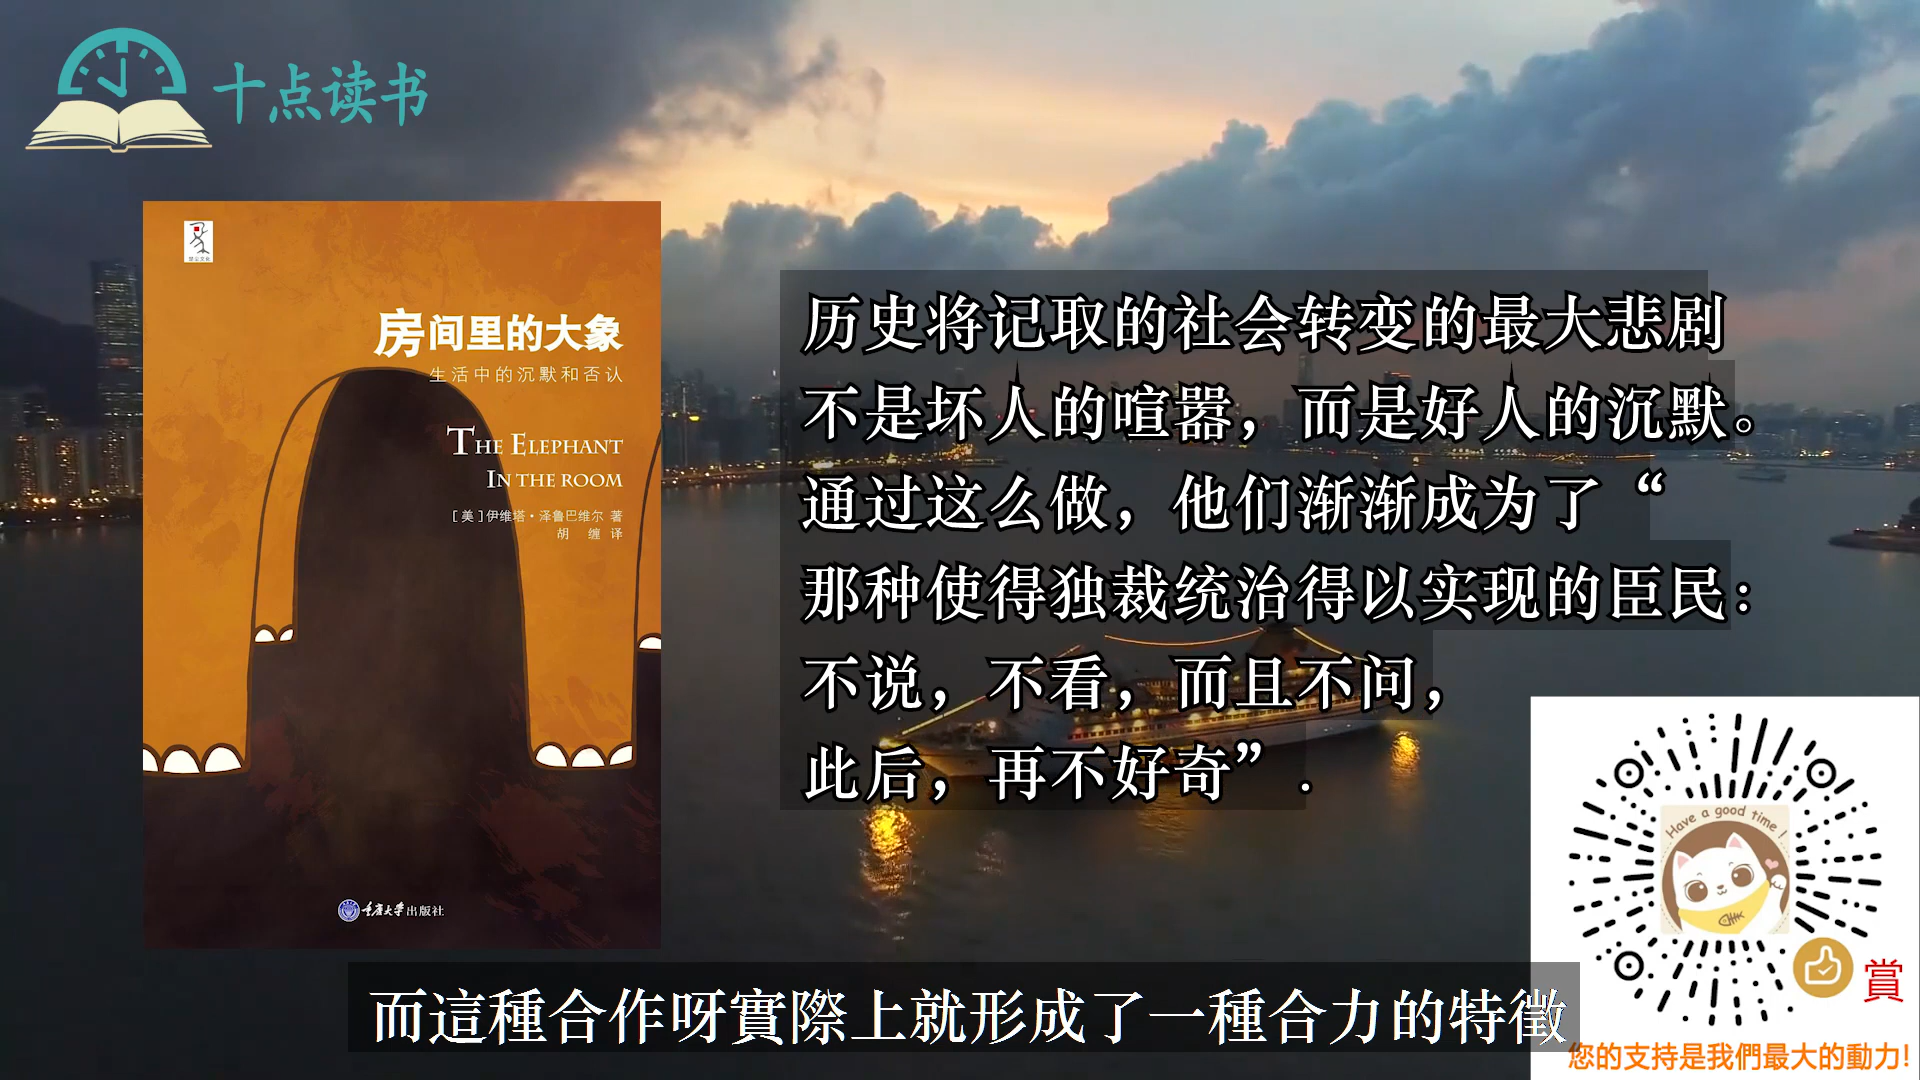 十点读书
房间里的大象
生活中的沉默和否认
THE ELEPHANT
IN THE ROOM
[美]伊维塔·泽鲁巴维尔 著
胡 缠 译
重庆大学出版社
历史将记取的社会转变的最大悲剧
不是坏人的喧嚣，而是好人的沉默。
通过这么做，他们渐渐成为了“
那种使得独裁统治得以实现的臣民：
不说，不看，而且不问，
此后，再不好奇”.
Have a good time!
賞
而這種合作呀實際上就形成了一種合力的特徵
您的支持是我們最大的動力!